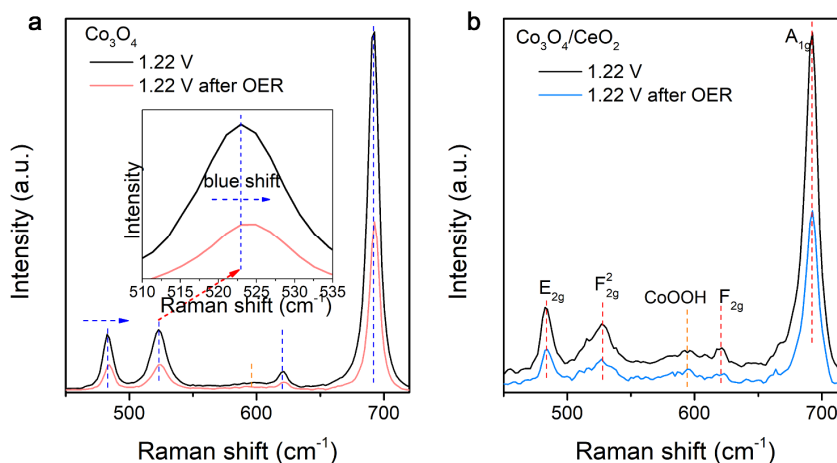 a
Co₃O₄
1.22 V
1.22 V after OER
Intensity
blue shift
510 515 520 525 530 535
Raman shift (cm⁻¹)
Intensity (a.u.)
500 600 700
Raman shift (cm⁻¹)
b
Co₃O₄/CeO₂
1.22 V
1.22 V after OER
A₁g
E₂g
F²₂g
CoOOH
F₂g
Intensity (a.u.)
500 600 700
Raman shift (cm⁻¹)